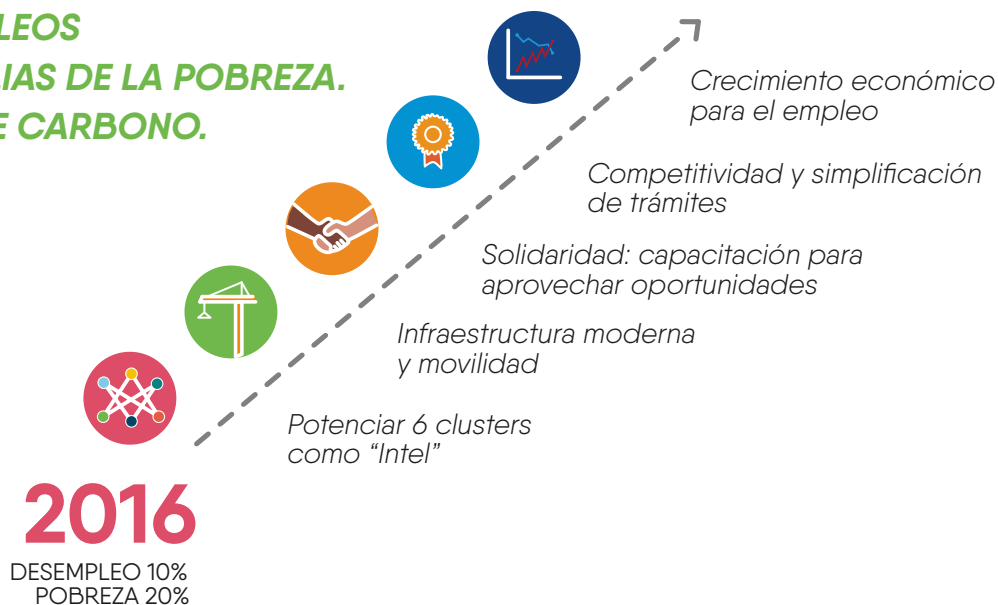 LEOS
LIAS DE LA POBREZA.
E CARBONO.
Crecimiento económico
para el empleo
Competitividad y simplificación
de trámites
Solidaridad: capacitación para
aprovechar oportunidades
Infraestructura moderna
y movilidad
Potenciar 6 clusters
como “Intel”
2016
DESEMPLEO 10%
POBREZA 20%